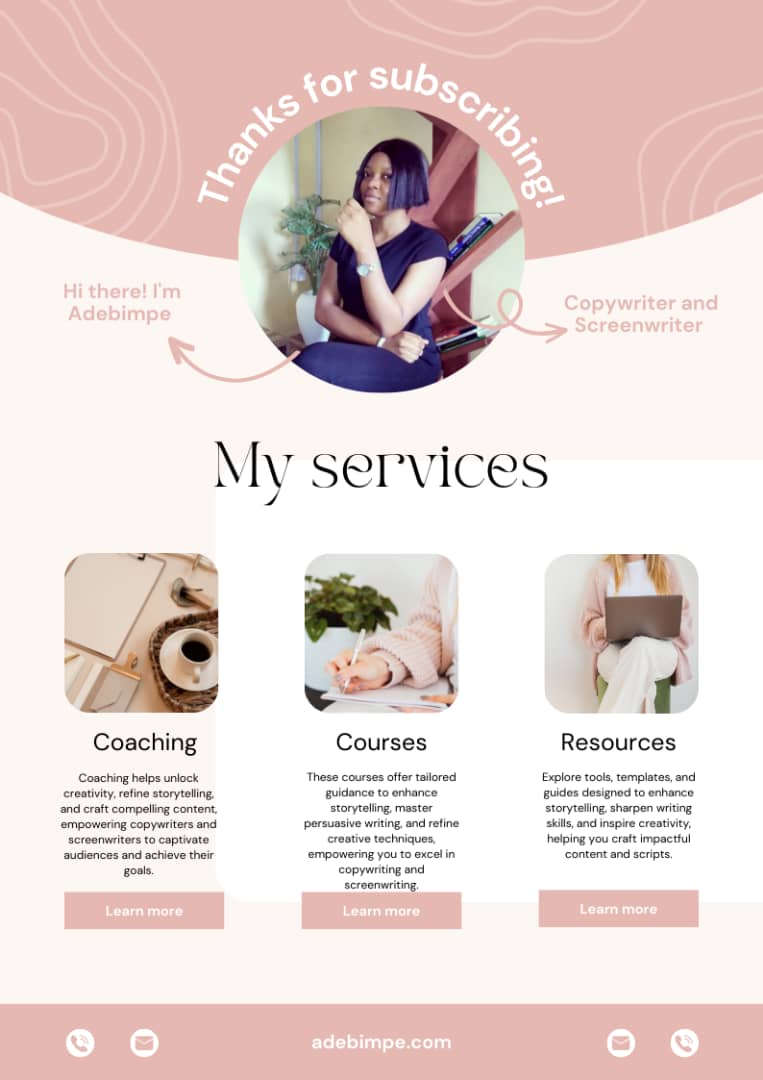 Thanks for subscribing!
Hi there! I'm
Adebimpe
Copywriter and
Screenwriter
My services
Coaching
Coaching helps unlock
creativity, refine storytelling,
and craft compelling content,
empowering copywriters and
screenwriters to captivate
audiences and achieve their
goals.
Learn more
Courses
These courses offer tailored
guidance to enhance
storytelling, master
persuasive writing, and refine
creative techniques,
empowering you to excel in
copywriting and
screenwriting.
Learn more
Resources
Explore tools, templates, and
guides designed to enhance
storytelling, sharpen writing
skills, and inspire creativity,
helping you craft impactful
content and scripts.
Learn more
adebimpe.com